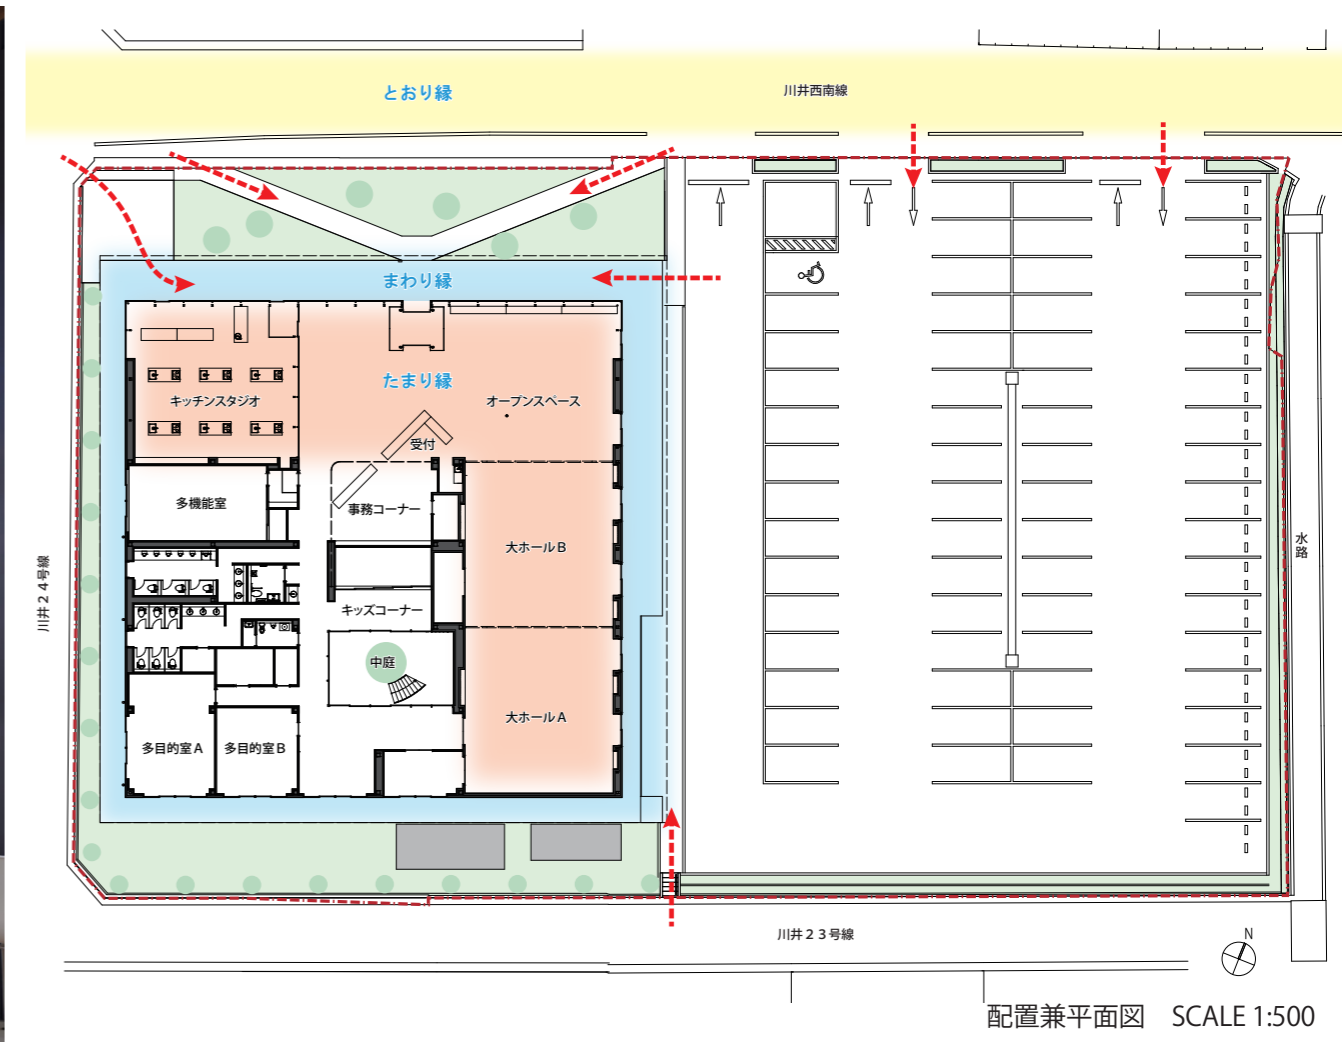 とおり縁
川井西南線
まわり縁
たまり縁
キッチンスタジオ
オープンスペース
受付
多機能室
事務コーナー
大ホールB
水路
川井24号線
キッズコーナー
中庭
大ホールA
多目的室A
多目的室B
川井23号線
N
配置兼平面図 SCALE 1:500